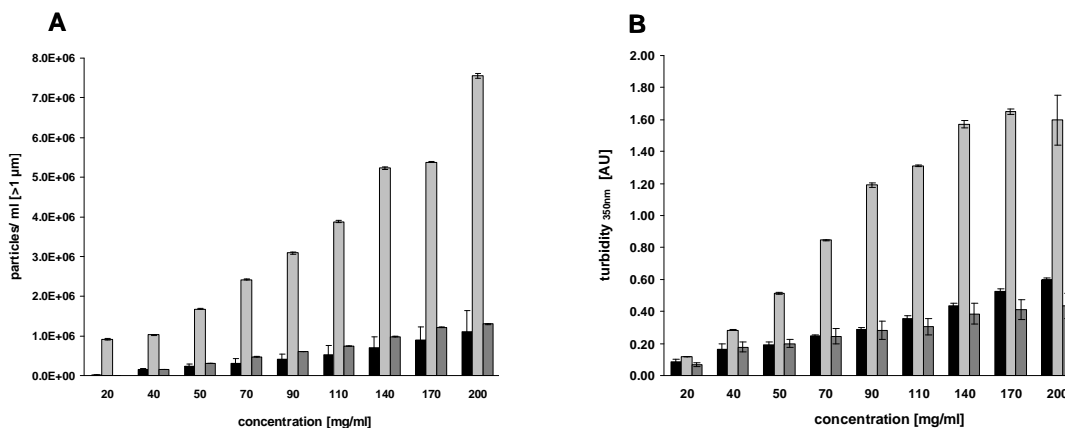 A
8.0E+06
7.0E+06
6.0E+06
5.0E+06
4.0E+06
3.0E+06
2.0E+06
1.0E+06
0.0E+00
particles/ ml [>1 µm]
20 40 50 70 90 110 140 170 200
concentration [mg/ml]
B
2.00
1.80
1.60
1.40
1.20
1.00
0.80
0.60
0.40
0.20
0.00
turbidity 350nm [AU]
20 40 50 70 90 110 140 170 200
concentration [mg/ml]